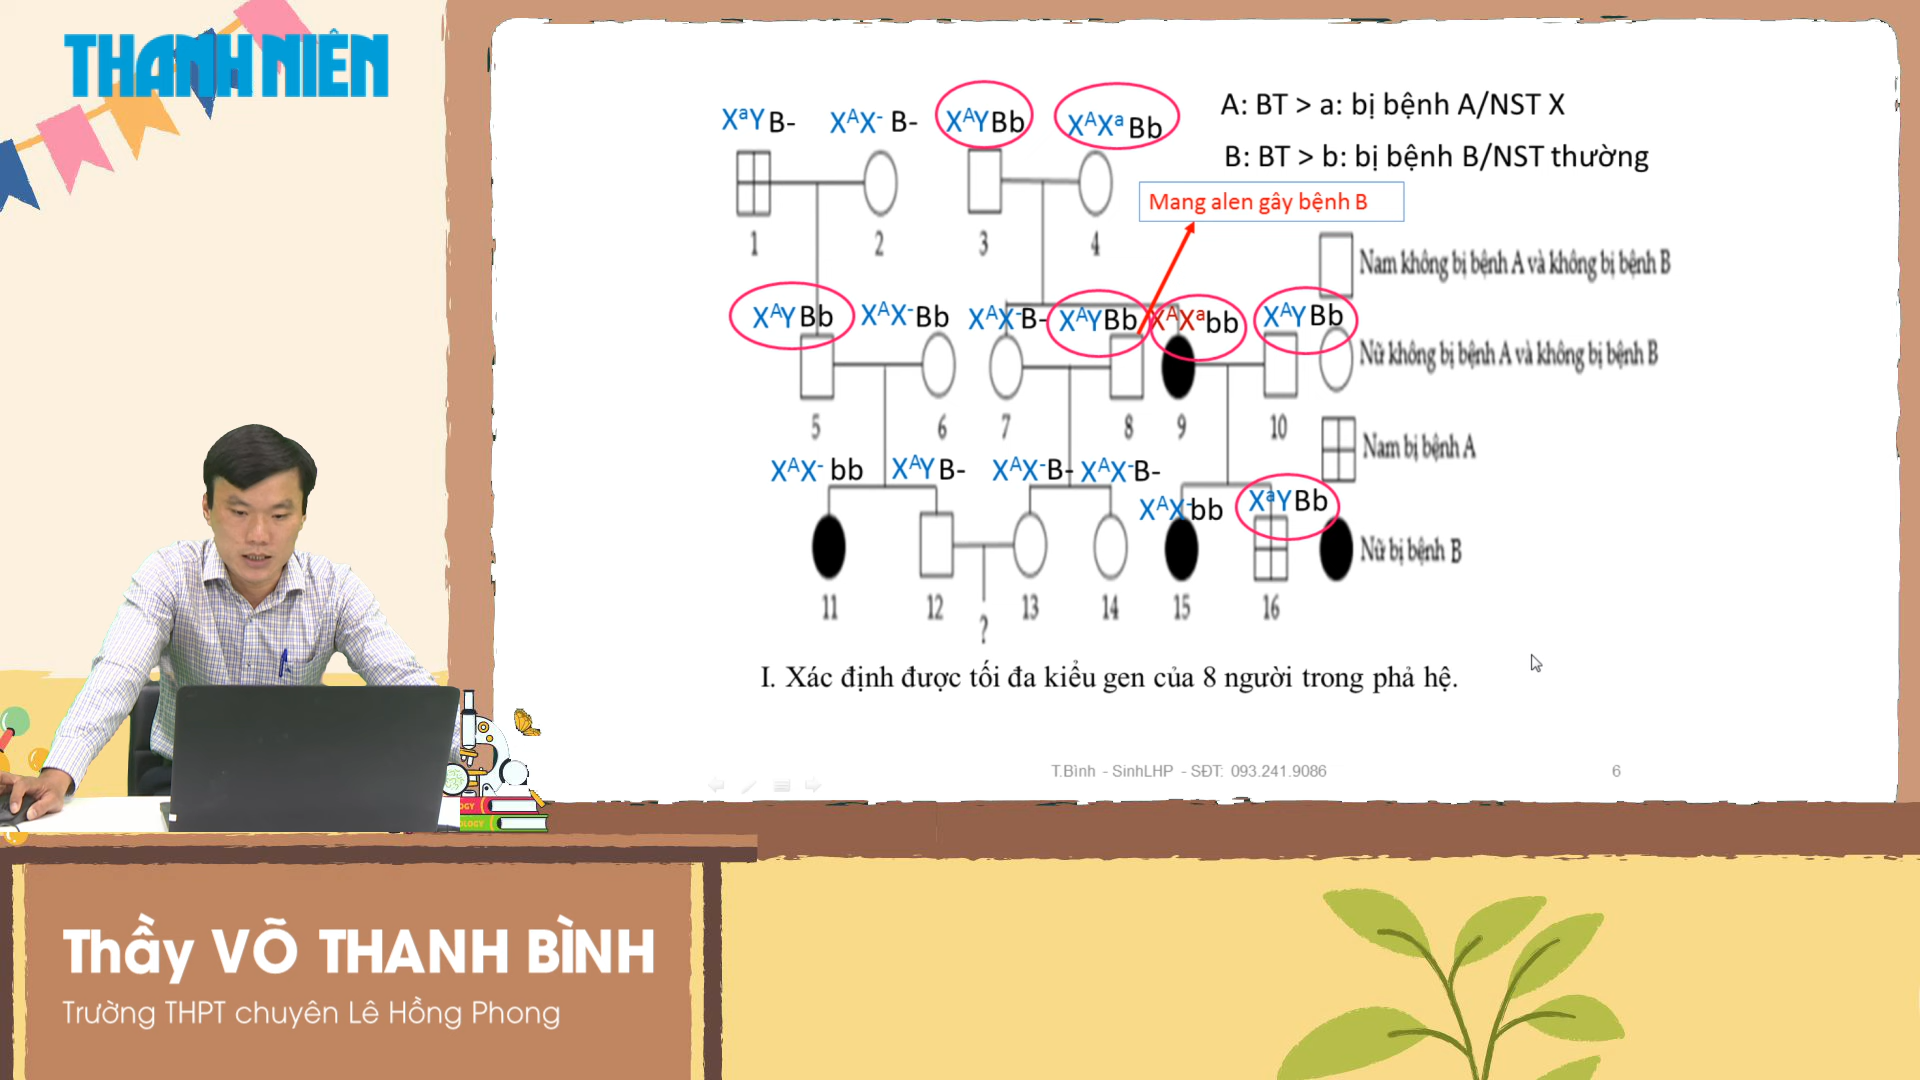 THANH NIÊN
XᵃY B-
XᴬX⁻ B-
XᴬY Bb
XᴬXᵃ Bb
A: BT > a: bị bệnh A/NST X
B: BT > b: bị bệnh B/NST thường
Mang alen gây bệnh B
1
2
3
4
Nam không bị bệnh A và không bị bệnh B
XᴬY Bb
XᴬX⁻ Bb
XᴬX⁻ B-
XᴬY Bb
XᴬXᵃ bb
XᴬY Bb
Nữ không bị bệnh A và không bị bệnh B
5
6
7
8
9
10
Nam bị bệnh A
XᴬX⁻ bb
XᴬY B-
XᴬX⁻ B-
XᴬX⁻ B-
XᴬX⁻ bb
XᵃY Bb
Nữ bị bệnh B
11
12
13
14
15
16
?
I. Xác định được tối đa kiểu gen của 8 người trong phả hệ.
T.Bình - SinhLHP - SĐT: 093.241.9086
6
Thầy VÕ THANH BÌNH
Trường THPT chuyên Lê Hồng Phong